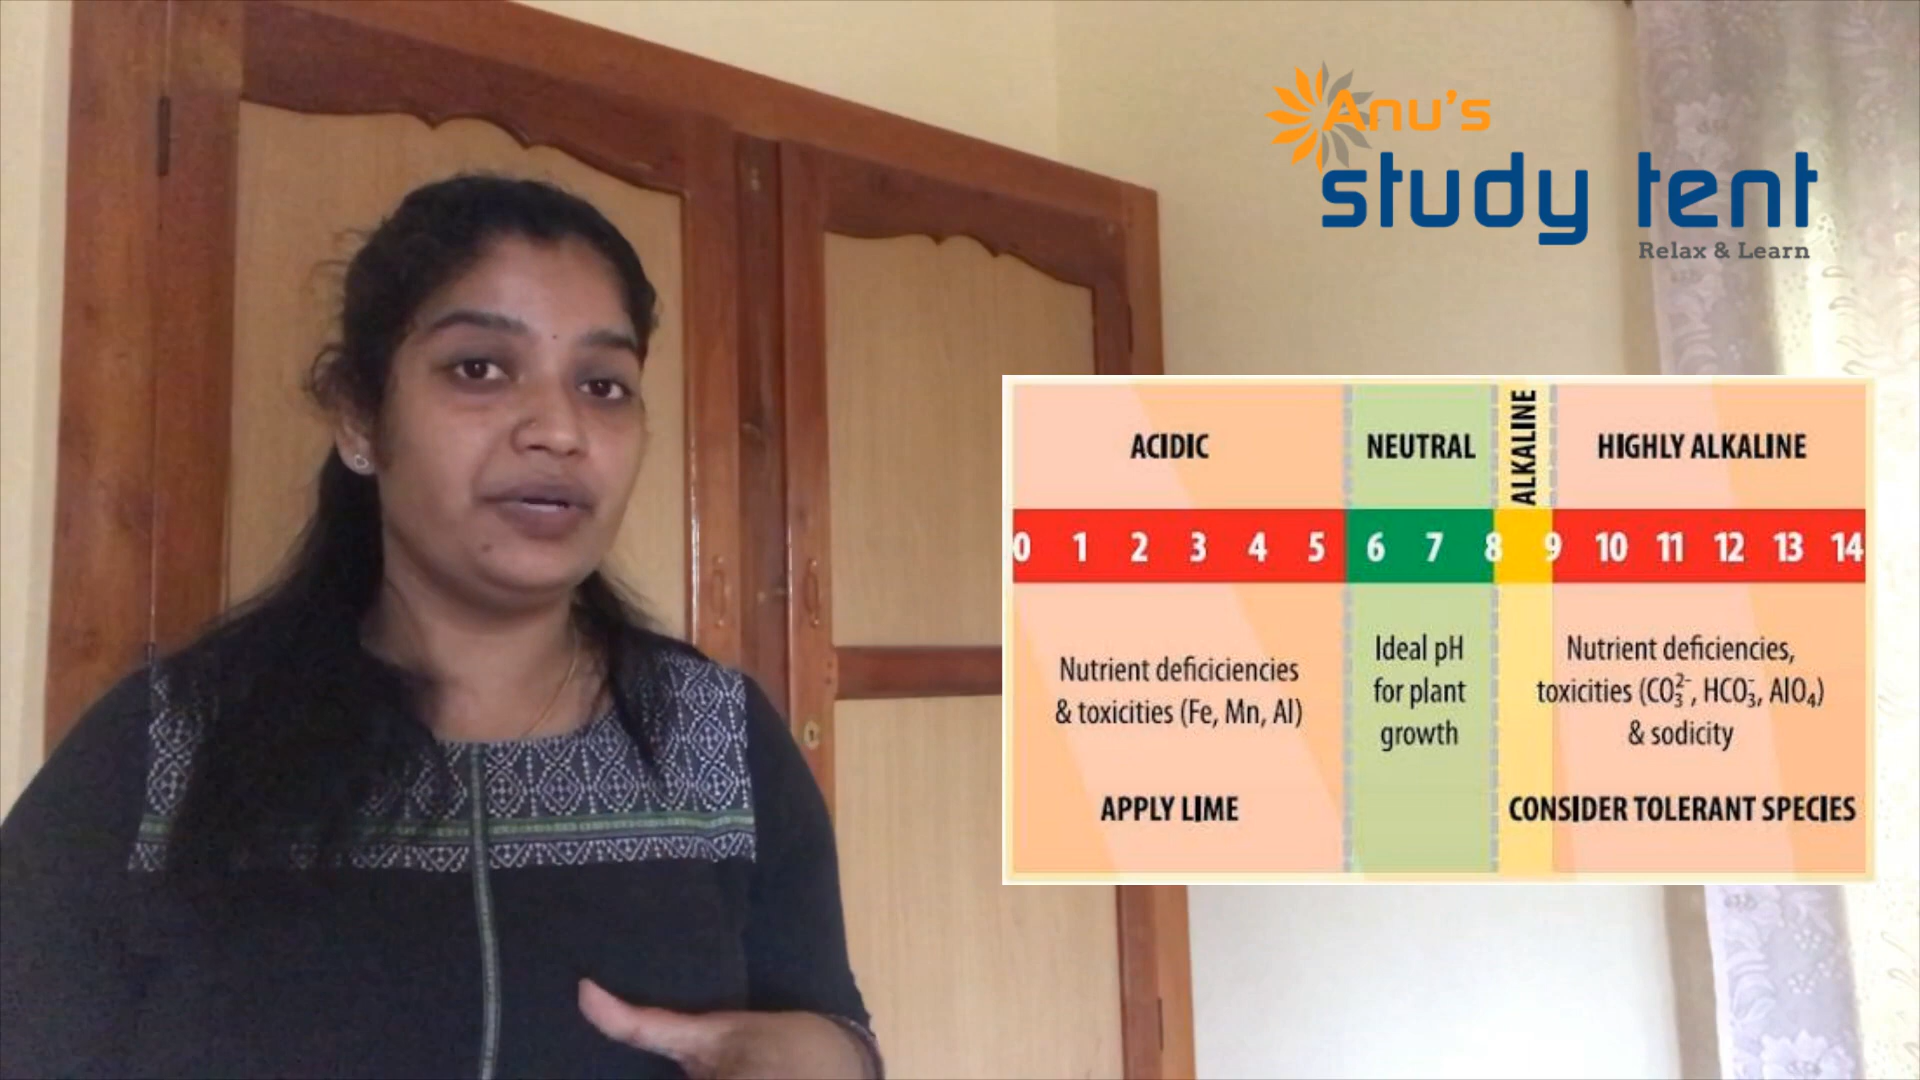 Anu's
study tent
Relax & Learn
ACIDIC
NEUTRAL
ALKALINE
HIGHLY ALKALINE
0 1 2 3 4 5 6 7 8 9 10 11 12 13 14
Nutrient deficiciencies
& toxicities (Fe, Mn, Al)
APPLY LIME
Ideal pH
for plant
growth
Nutrient deficiencies,
toxicities (CO₃²⁻, HCO₃⁻, AlO₄)
& sodicity
CONSIDER TOLERANT SPECIES